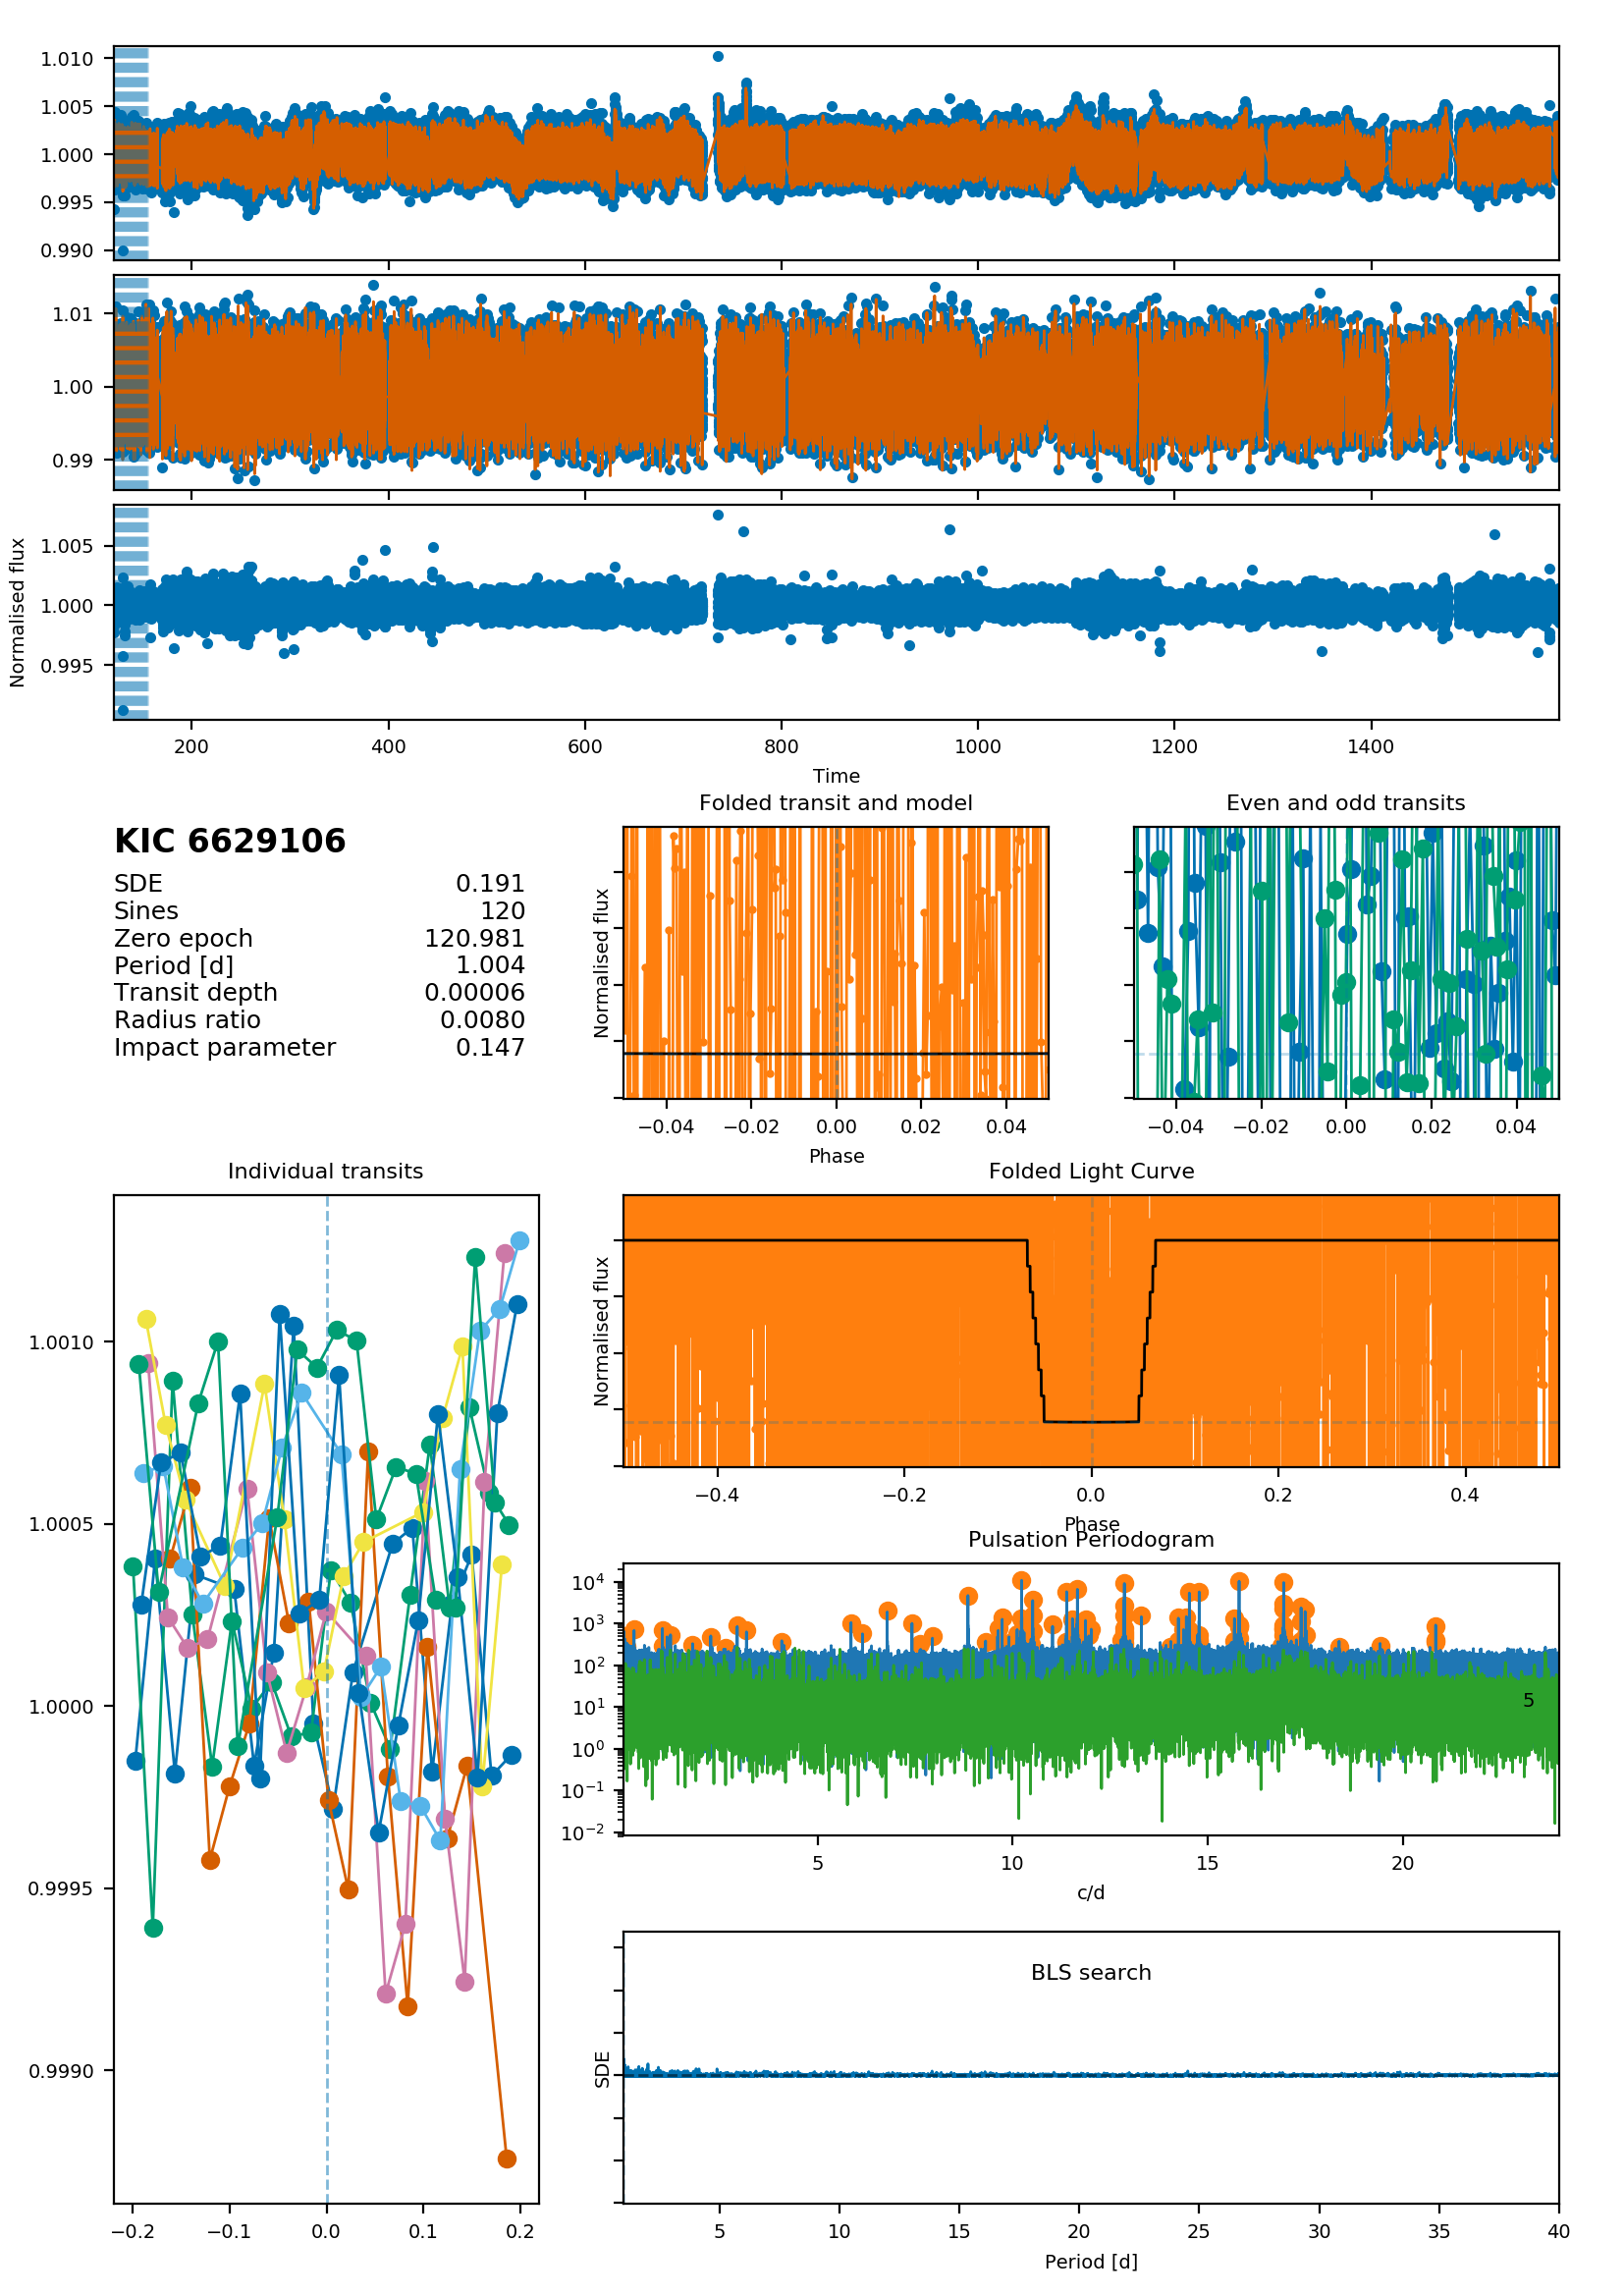 1.010
1.005
1.000
0.995
0.990
1.01
1.00
0.99
1.005
1.000
0.995
Normalised flux
200 400 600 800 1000 1200 1400
Time
KIC 6629106
SDE 0.191
Sines 120
Zero epoch 120.981
Period [d] 1.004
Transit depth 0.00006
Radius ratio 0.0080
Impact parameter 0.147
Folded transit and model
Normalised flux
−0.04 −0.02 0.00 0.02 0.04
Phase
Even and odd transits
−0.04 −0.02 0.00 0.02 0.04
Individual transits
1.0010
1.0005
1.0000
0.9995
0.9990
−0.2 −0.1 0.0 0.1 0.2
Folded Light Curve
Normalised flux
−0.4 −0.2 0.0 0.2 0.4
Phase
Pulsation Periodogram
10⁴
10³
10²
10¹
10⁰
10⁻¹
10⁻²
5
5 10 15 20
c/d
BLS search
SDE
5 10 15 20 25 30 35 40
Period [d]